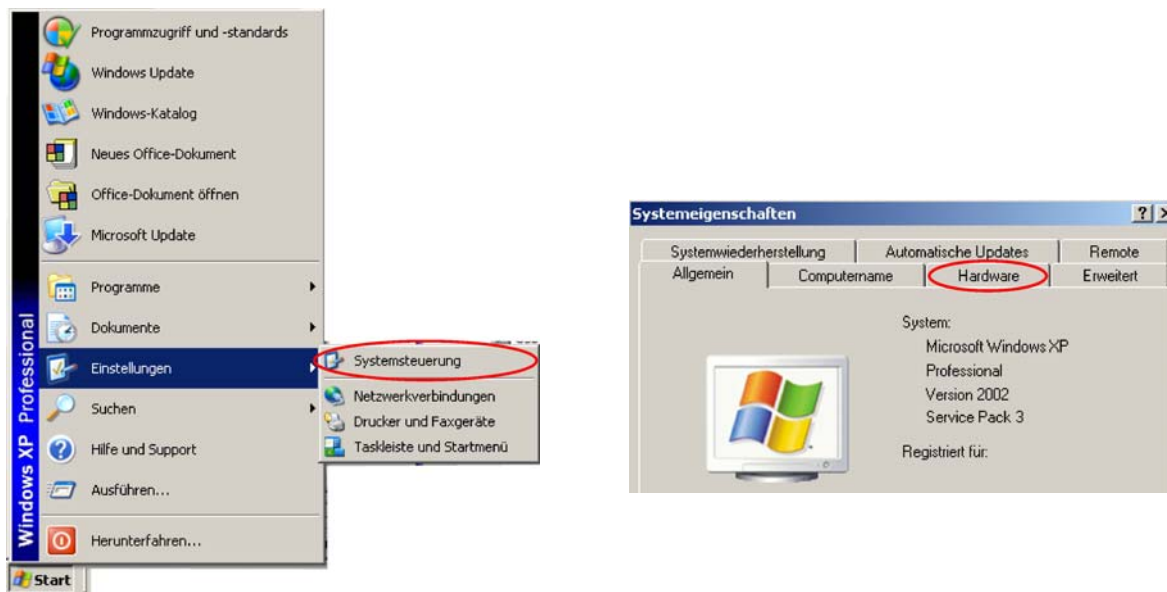 Programmzugriff und -standards
Windows Update
Windows-Katalog
Neues Office-Dokument
Office-Dokument öffnen
Microsoft Update
Programme
Dokumente
Einstellungen
Suchen
Hilfe und Support
Ausführen...
Herunterfahren...
Windows XP Professional
Start
Systemsteuerung
Netzwerkverbindungen
Drucker und Faxgeräte
Taskleiste und Startmenü
Systemeigenschaften
Systemwiederherstellung Automatische Updates Remote
Allgemein Computername Hardware Erweitert
System:
Microsoft Windows XP
Professional
Version 2002
Service Pack 3
Registriert für: